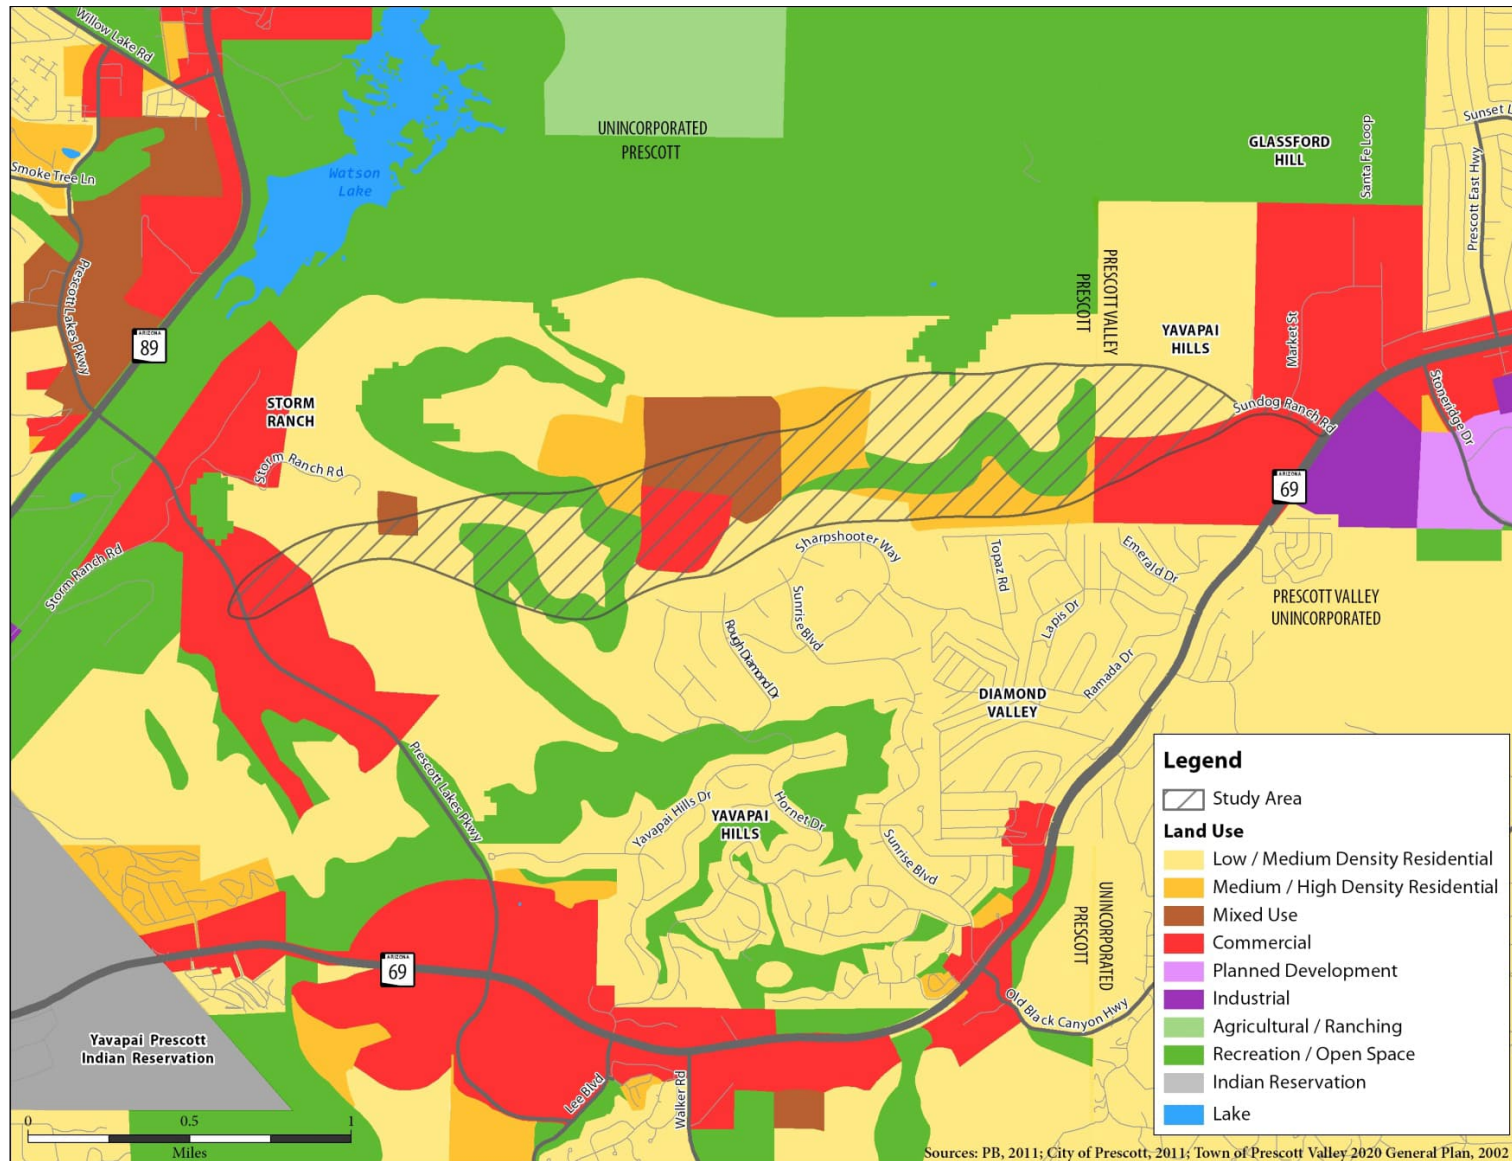 Willow Lake Rd
Smoke Tree Ln
Watson
Lake
UNINCORPORATED
PRESCOTT
GLASSFORD
HILL
Santa Fe Loop
Sunset L
Prescott East Hwy
Prescott Lakes Pkwy
ARIZONA
89
PRESCOTT
PRESCOTT VALLEY
YAVAPAI
HILLS
Market St
STORM
RANCH
Storm Ranch Rd
Sundog Ranch Rd
Stoneridge Dr
ARIZONA
69
Storm Ranch Rd
Sharpshooter Way
Topaz Rd
Emerald Dr
Sunrise Blvd
Lapis Dr
Rough Diamond Dr
Ramada Dr
PRESCOTT VALLEY
UNINCORPORATED
DIAMOND
VALLEY
Prescott Lakes Pkwy
Yavapai Hills Dr
YAVAPAI
HILLS
Hornet Dr
Sunrise Blvd
UNINCORPORATED
PRESCOTT
ARIZONA
69
Old Black Canyon Hwy
Yavapai Prescott
Indian Reservation
Lee Blvd
Walker Rd
Legend
Study Area
Land Use
Low / Medium Density Residential
Medium / High Density Residential
Mixed Use
Commercial
Planned Development
Industrial
Agricultural / Ranching
Recreation / Open Space
Indian Reservation
Lake
0 0.5 1
Miles
Sources: PB, 2011; City of Prescott, 2011; Town of Prescott Valley 2020 General Plan, 2002